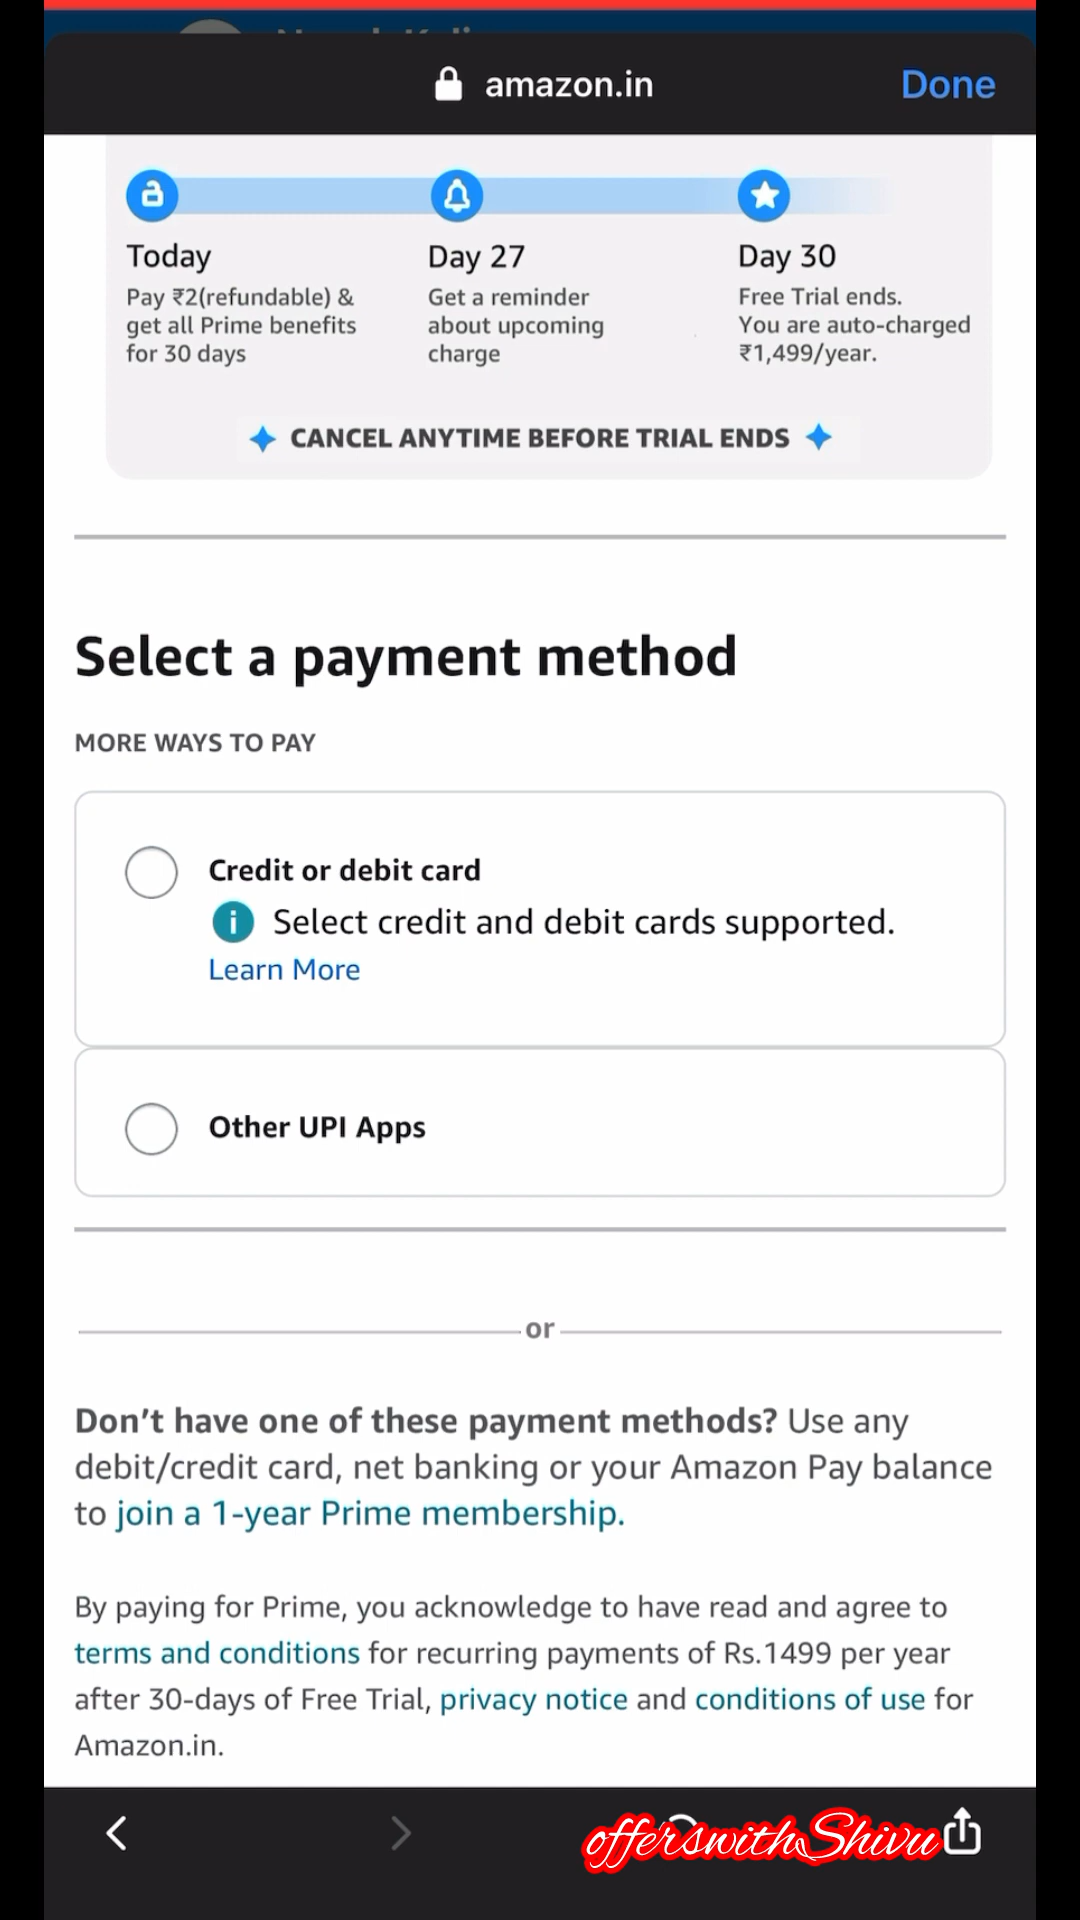 amazon.in
Done
Today
Day 27
Day 30
Pay ₹2(refundable) &
get all Prime benefits
for 30 days
Get a reminder
about upcoming
charge
Free Trial ends.
You are auto-charged
₹1,499/year.
CANCEL ANYTIME BEFORE TRIAL ENDS
Select a payment method
MORE WAYS TO PAY
Credit or debit card
Select credit and debit cards supported.
Learn More
Other UPI Apps
or
Don’t have one of these payment methods? Use any
debit/credit card, net banking or your Amazon Pay balance
to join a 1-year Prime membership.
By paying for Prime, you acknowledge to have read and agree to
terms and conditions for recurring payments of Rs.1499 per year
after 30-days of Free Trial, privacy notice and conditions of use for
Amazon.in.
offerswithShivu